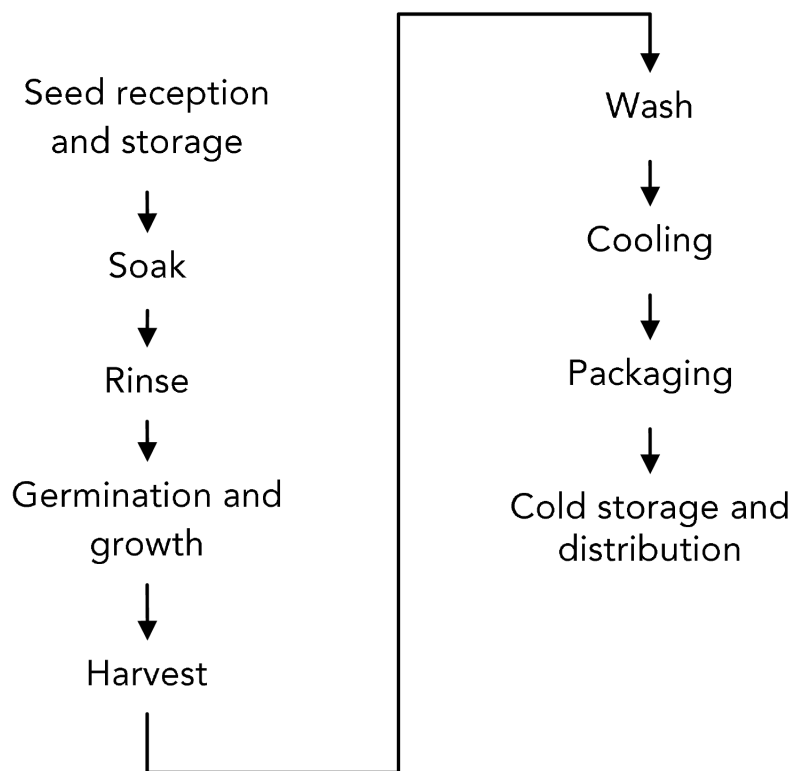 Seed reception
and storage
Soak
Rinse
Germination and
growth
Harvest
Wash
Cooling
Packaging
Cold storage and
distribution